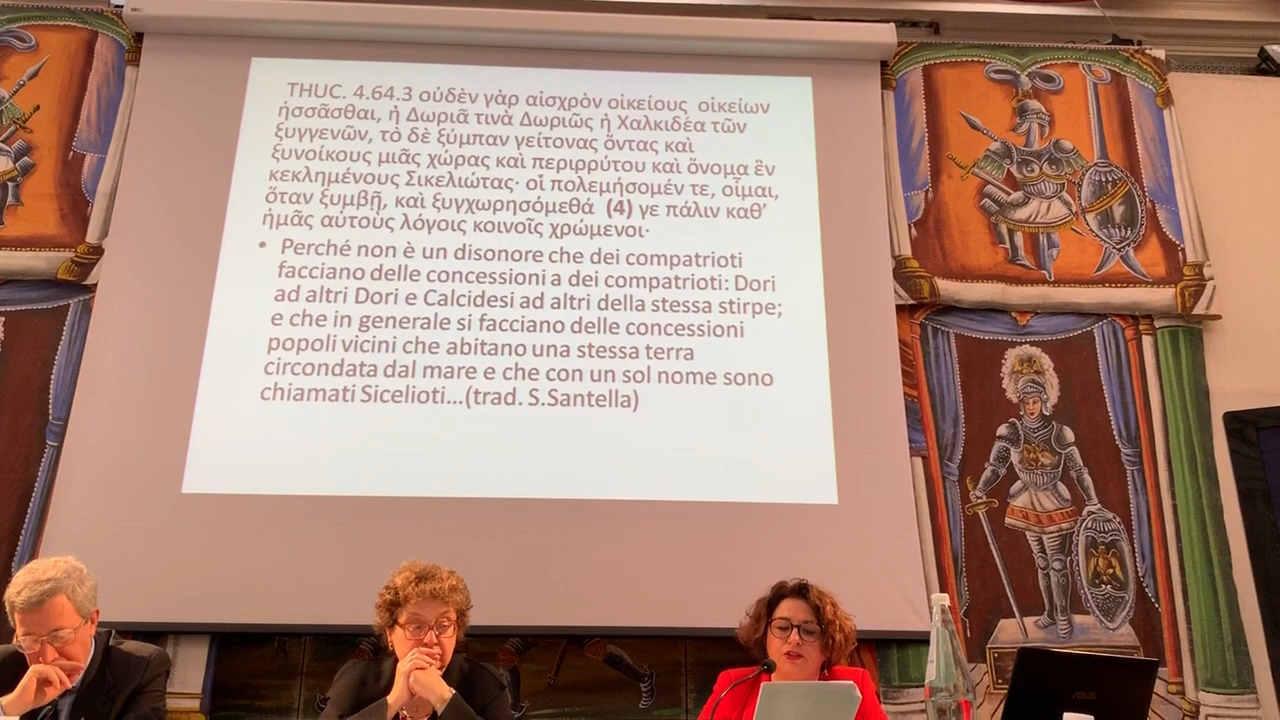 THUC. 4.64.3 οὐδὲν γὰρ αἰσχρὸν οἰκείους οἰκείων
ἡσσᾶσθαι, ἢ Δωριᾶ τινὰ Δωριῶς ἢ Χαλκιδέα τῶν
ξυγγενῶν, τὸ δὲ ξύμπαν γείτονας ὄντας καὶ
ξυνοίκους μιᾶς χώρας καὶ περιρρύτου καὶ ὄνομα ἓν
κεκλημένους Σικελιώτας· οἳ πολεμήσομέν τε, οἶμαι,
ὅταν ξυμβῇ, καὶ ξυγχωρησόμεθά (4) γε πάλιν καθ’
ἡμᾶς αὐτοὺς λόγοις κοινοῖς χρώμενοι·
• Perché non è un disonore che dei compatrioti
facciano delle concessioni a dei compatrioti: Dori
ad altri Dori e Calcidesi ad altri della stessa stirpe;
e che in generale si facciano delle concessioni
popoli vicini che abitano una stessa terra
circondata dal mare e che con un sol nome sono
chiamati Sicelioti...(trad. S.Santella)
ASUS